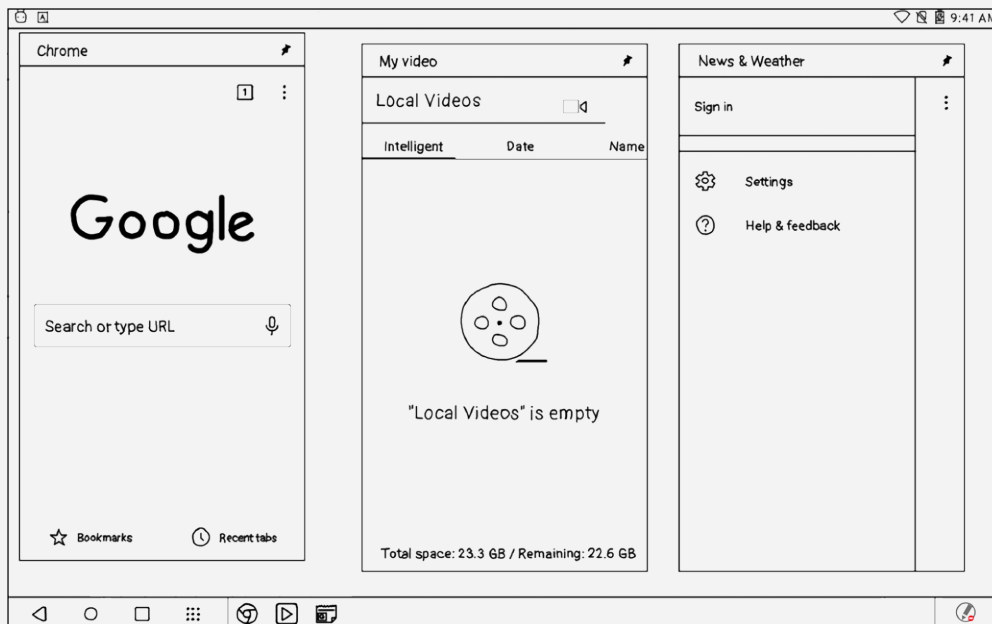 A
9:41 AM
Chrome
1
Google
Search or type URL
Bookmarks
Recent tabs
My video
Local Videos
Intelligent
Date
Name
"Local Videos" is empty
Total space: 23.3 GB / Remaining: 22.6 GB
News & Weather
Sign in
Settings
Help & feedback